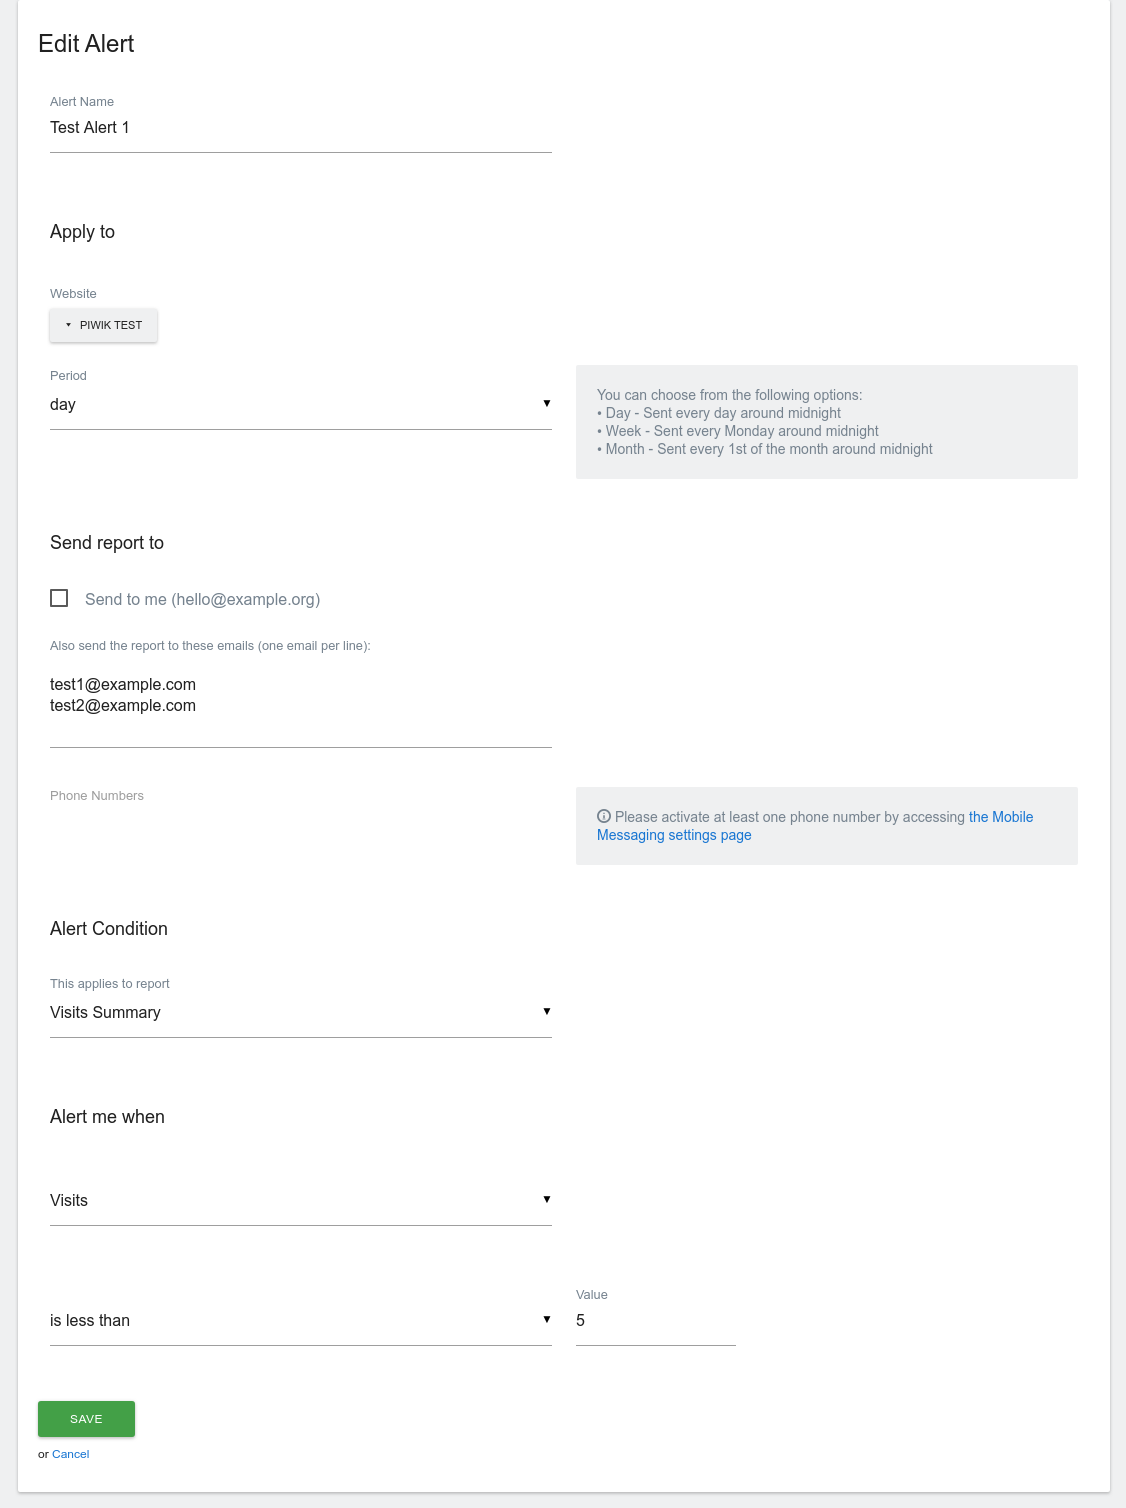 Edit Alert
Alert Name
Test Alert 1
Apply to
Website
PIWIK TEST
Period
day
You can choose from the following options:
• Day - Sent every day around midnight
• Week - Sent every Monday around midnight
• Month - Sent every 1st of the month around midnight
Send report to
Send to me (hello@example.org)
Also send the report to these emails (one email per line):
test1@example.com
test2@example.com
Phone Numbers
Please activate at least one phone number by accessing the Mobile
Messaging settings page
Alert Condition
This applies to report
Visits Summary
Alert me when
Visits
is less than
Value
5
SAVE
or Cancel